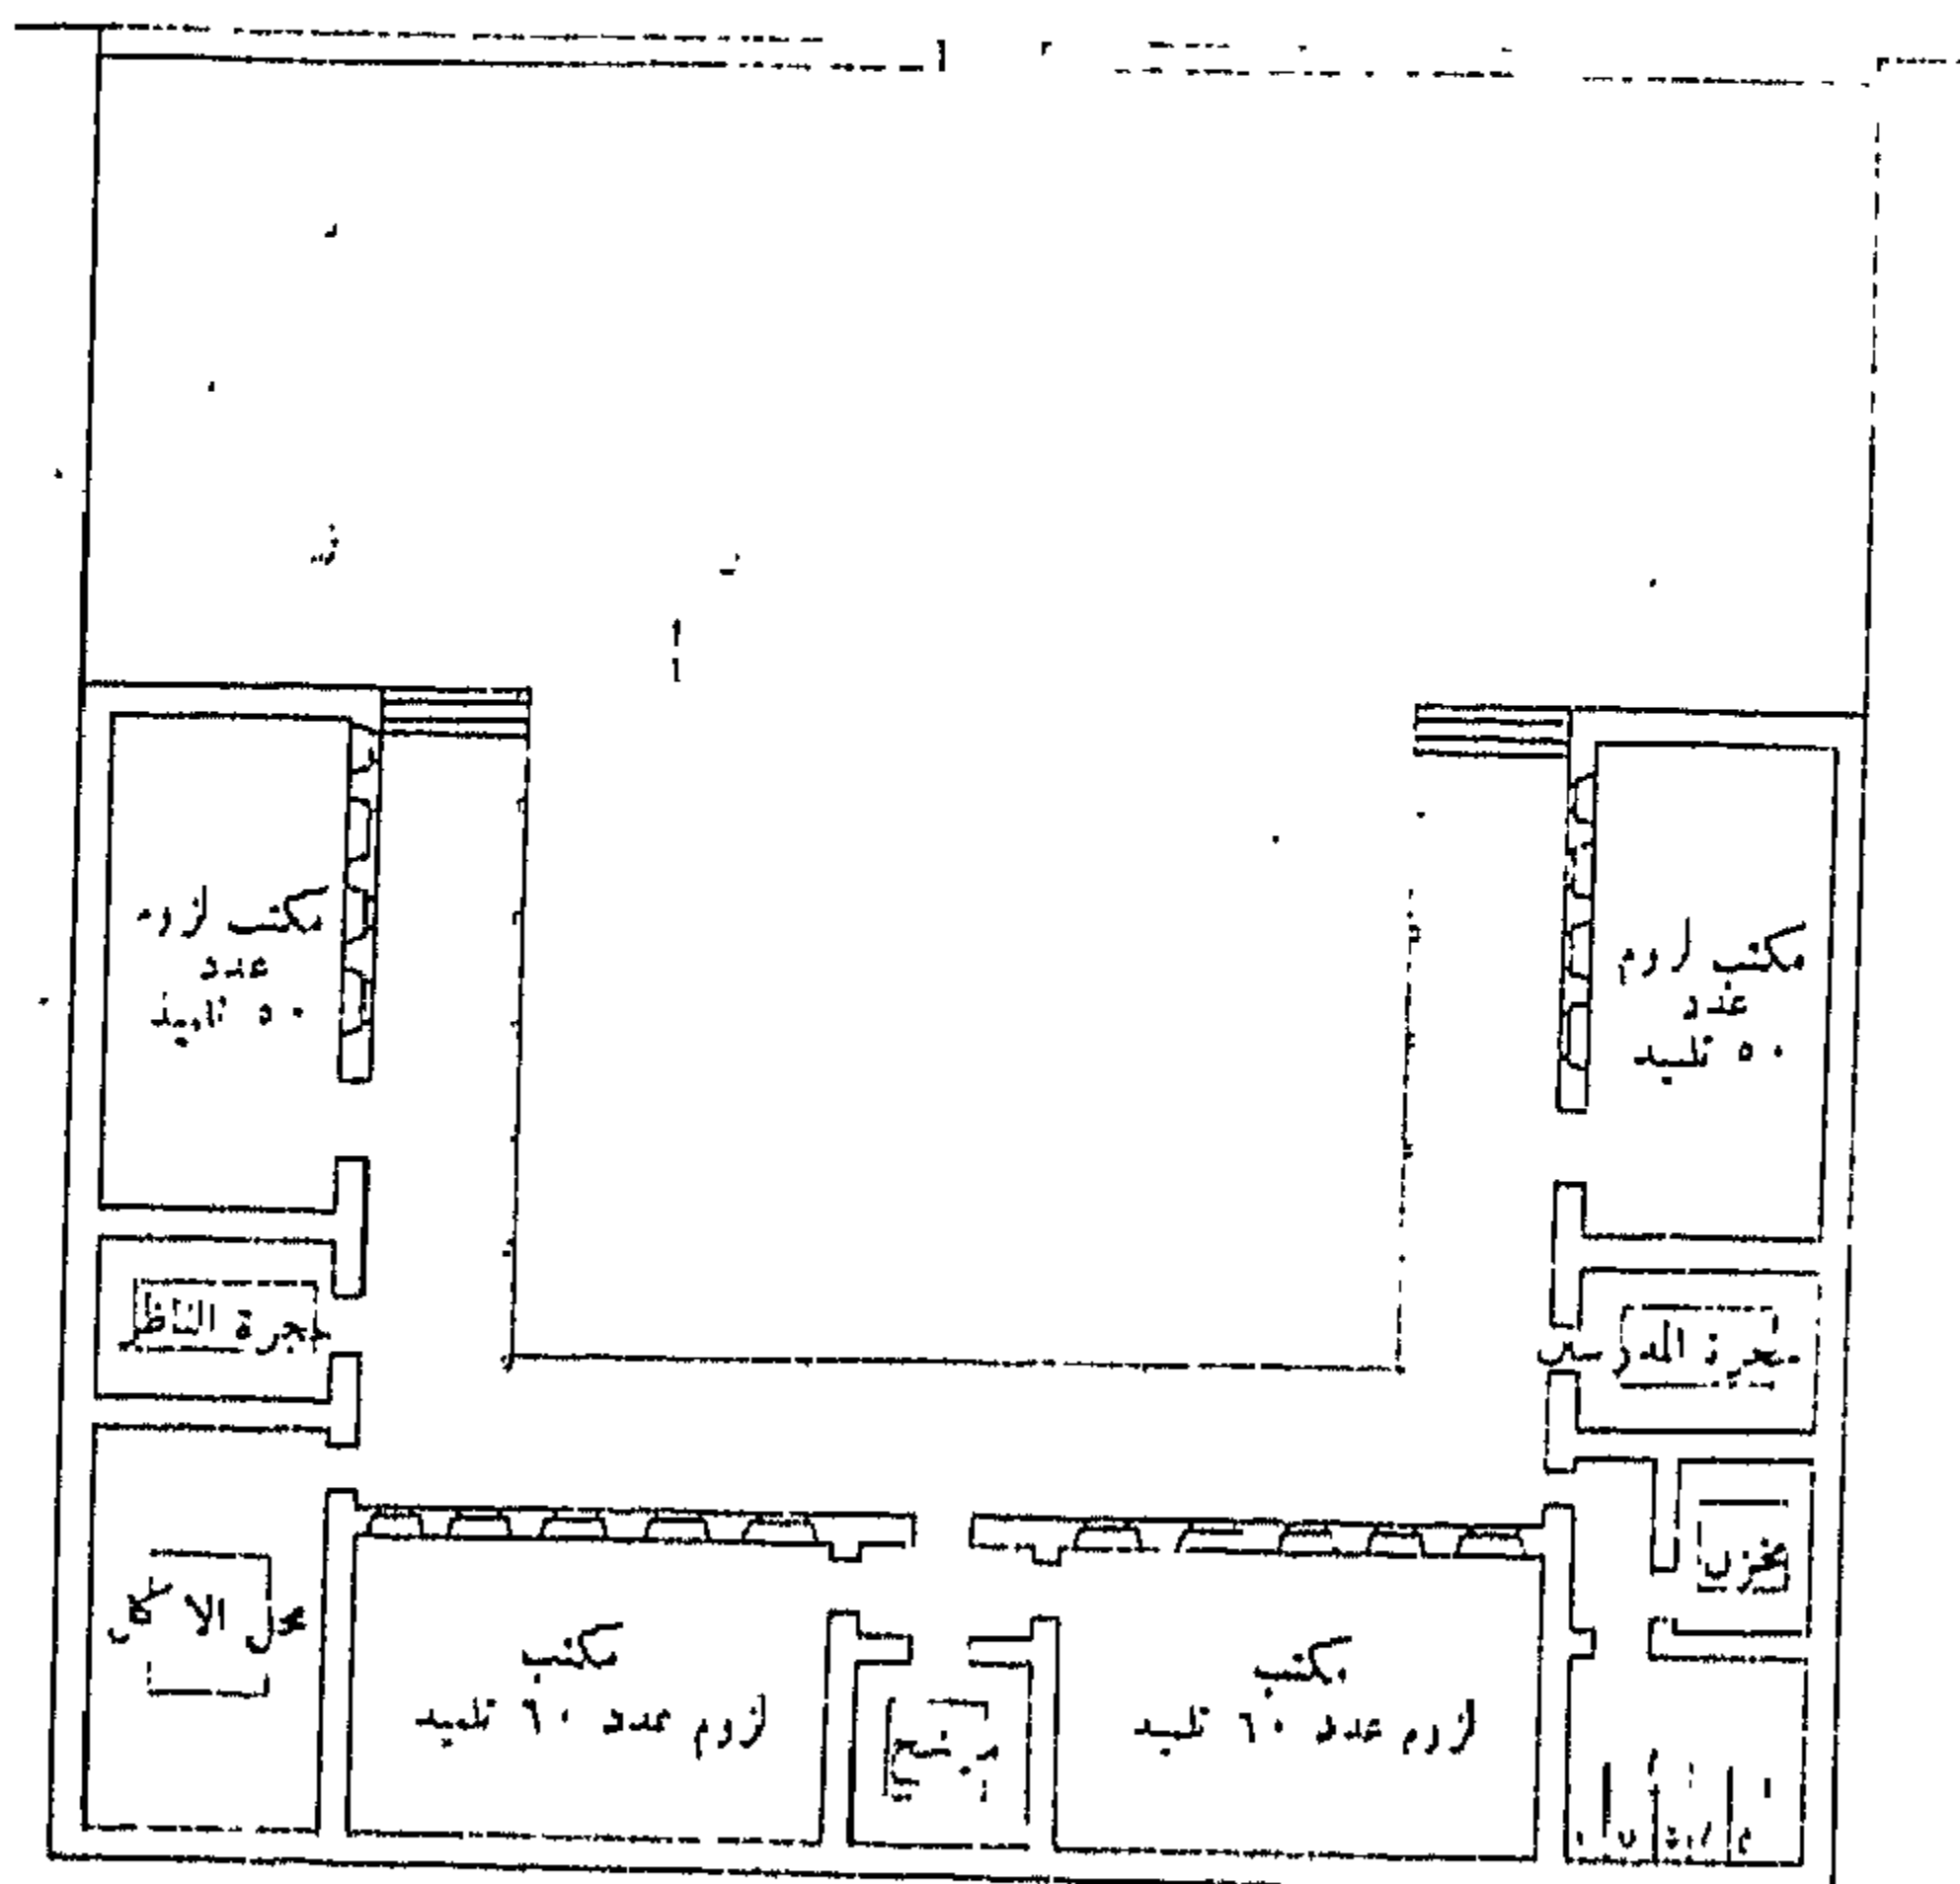 مكتب لزوم
عدد
٥٠ تلميذ
مكتب لزوم
عدد
٥٠ تلميذ
حجرة المدرسين
حجرة الناظر
مخزن
محل الاكل
مكتب
لزوم عدد ٦٠ تلميذ
مكتب
لزوم عدد ٦٠ تلميذ